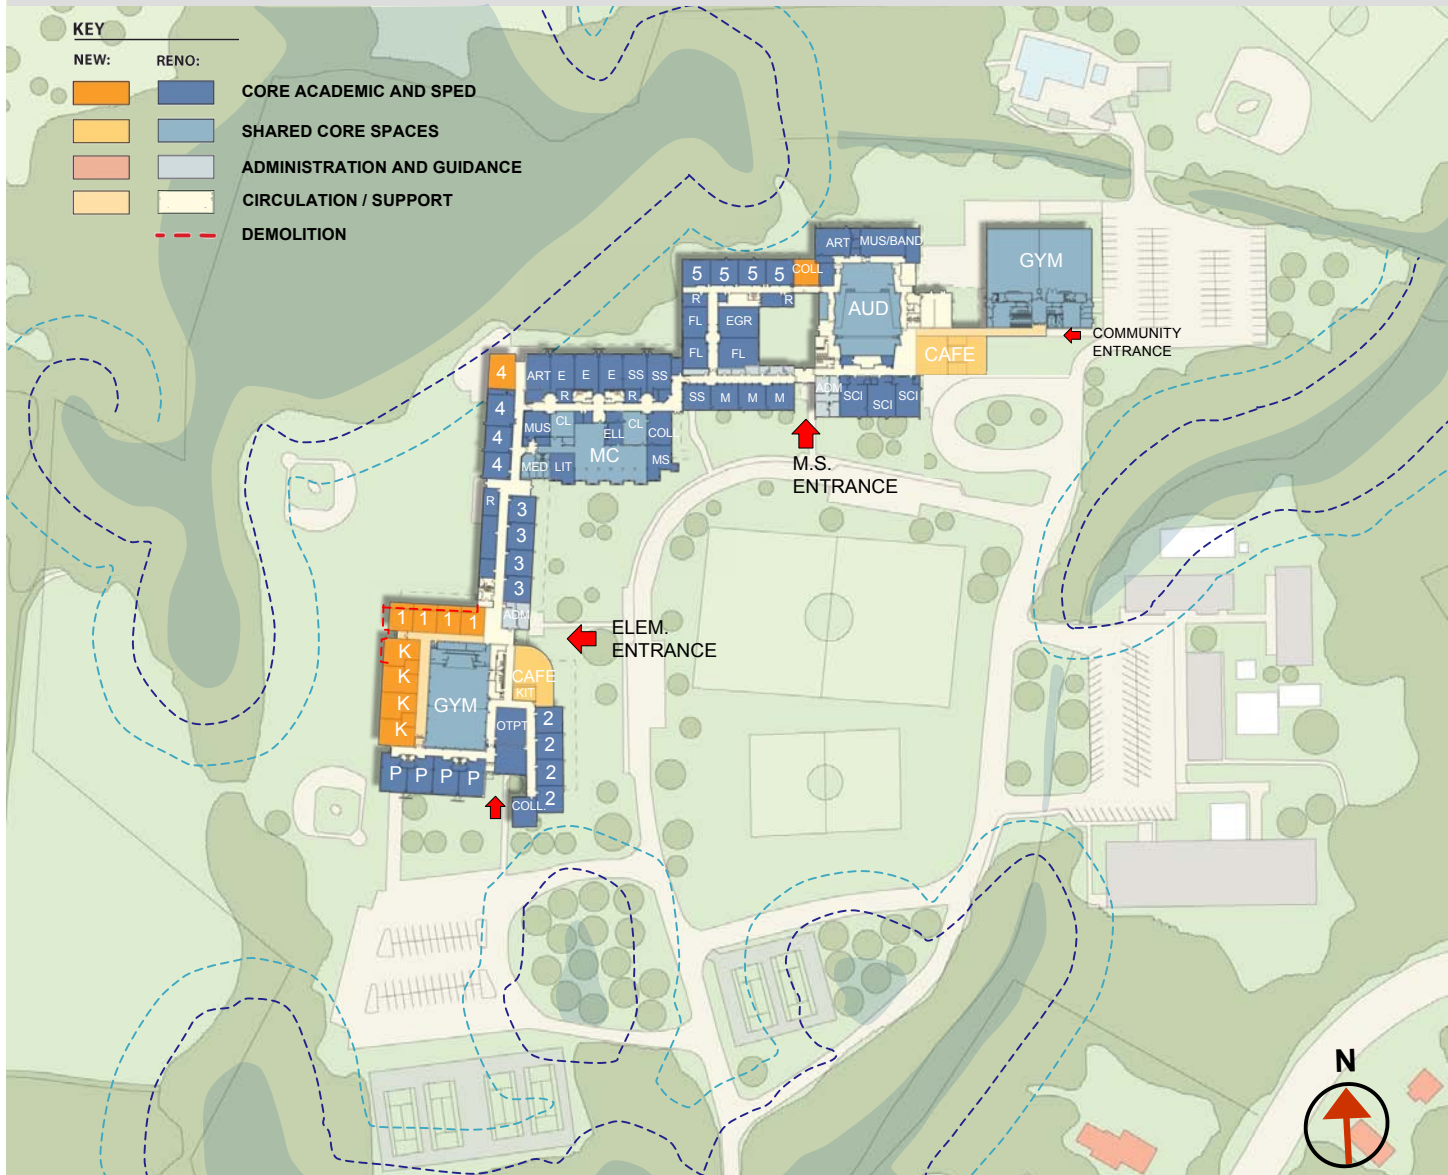 KEY
NEW: RENO:
CORE ACADEMIC AND SPED
SHARED CORE SPACES
ADMINISTRATION AND GUIDANCE
CIRCULATION / SUPPORT
DEMOLITION
ART MUS/BAND
5 5 5 5 COLL
GYM
R R
FL EGR
AUD
FL FL
COMMUNITY
ENTRANCE
CAFE
4 ART E E E SS SS
R R
ADM SCI SCI SCI
SS M M M
4
MUS CL ELL CL COLL
4
MC
4 MED LIT MS
M.S.
ENTRANCE
R
3
3
3
3
ADM
1 1 1 1
ELEM.
ENTRANCE
K
K
K
K
CAFE
KIT
GYM
OTPT
2
2
2
2
P P P P
COLL.
N